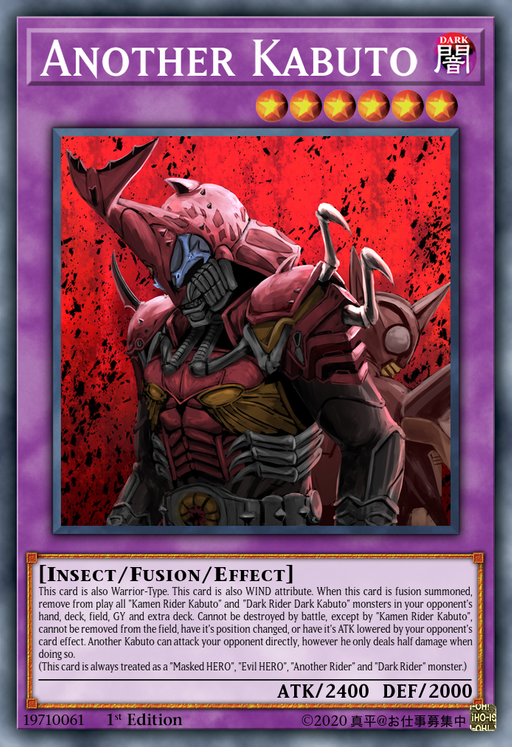 ANOTHER KABUTO
DARK
闇
[INSECT/FUSION/EFFECT]
This card is also Warrior-Type. This card is also WIND attribute. When this card is fusion summoned,
remove from play all "Kamen Rider Kabuto" and "Dark Rider Dark Kabuto" monsters in your opponent's
hand, deck, field, GY and extra deck. Cannot be destroyed by battle, except by "Kamen Rider Kabuto",
cannot be removed from the field, have it's position changed, or have it's ATK lowered by your opponent's
card effect. Another Kabuto can attack your opponent directly, however he only deals half damage when
doing so.
(This card is always treated as a "Masked HERO", "Evil HERO", "Another Rider" and "Dark Rider" monster.)
ATK/2400 DEF/2000
19710061 1st Edition ©2020 真平@お仕事募集中